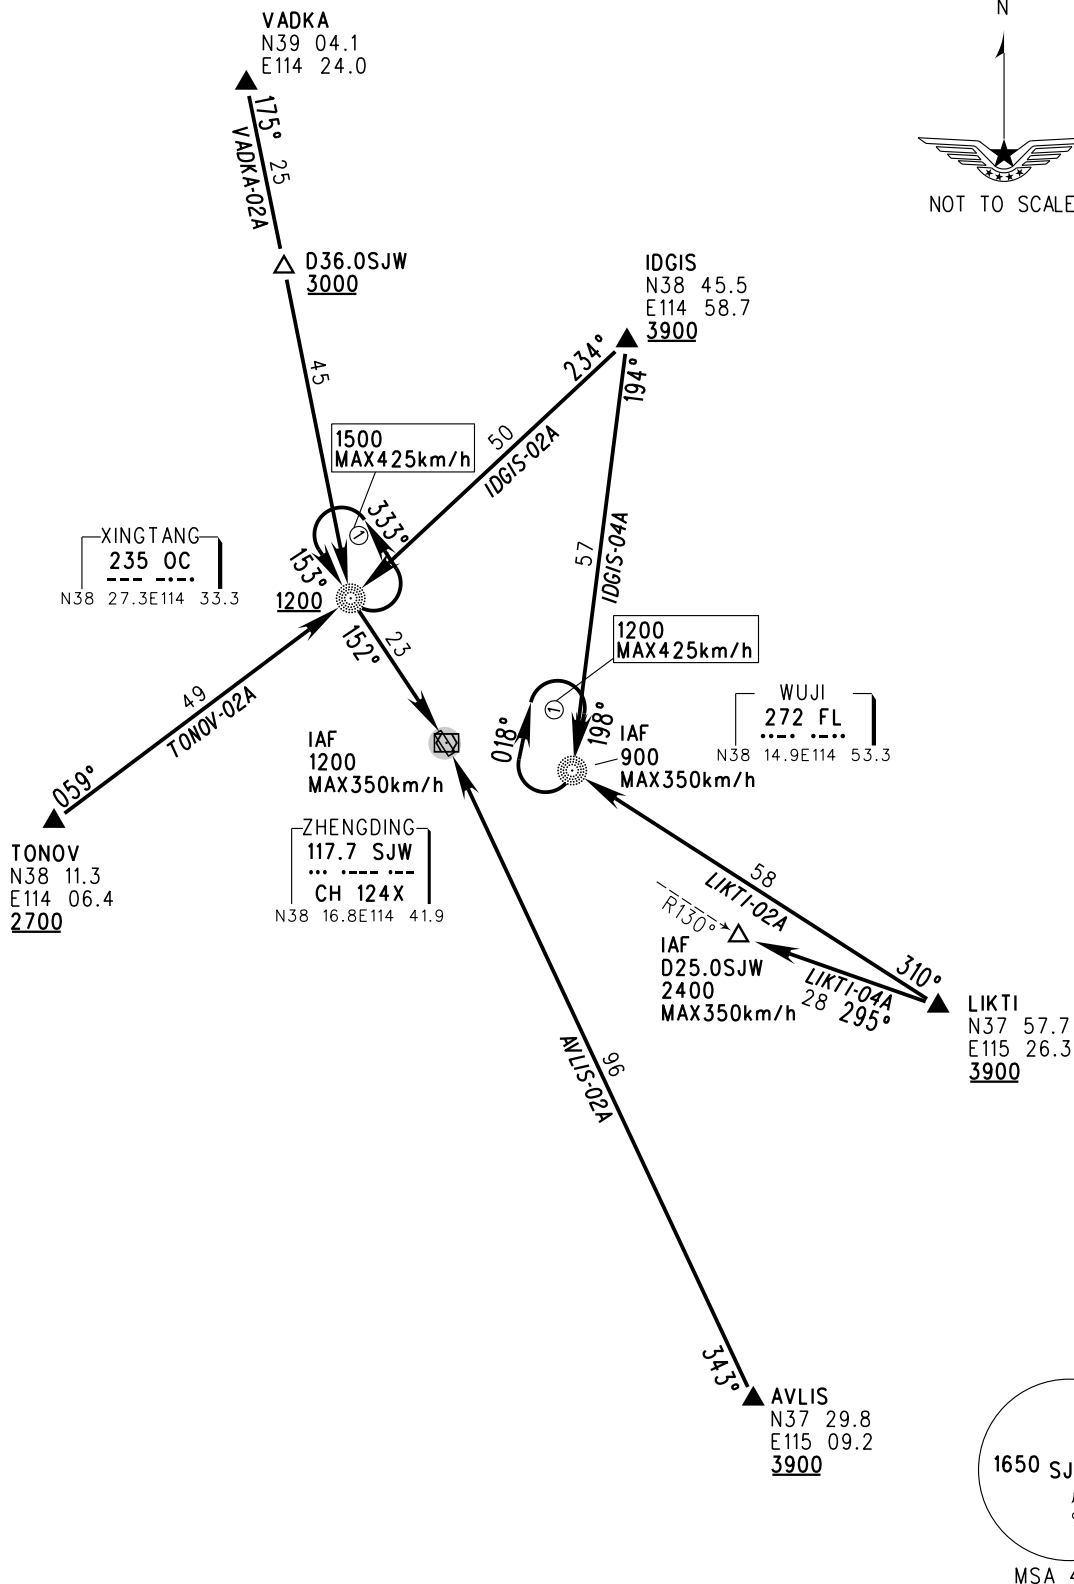 VADKA
N39 04.1
E114 24.0
N
NOT TO SCALE
175° 25
VADKA-02A
D36.0SJW
3000
45
IDGIS
N38 45.5
E114 58.7
3900
234°
194°
50
IDGIS-02A
57
IDGIS-04A
1500
MAX425km/h
1
333°
153°
XINGTANG
235 OC
--- -·-·
N38 27.3E114 33.3
1200
152°
23
49
TONOV-02A
059°
TONOV
N38 11.3
E114 06.4
2700
1200
MAX425km/h
1
018°
198°
IAF
900
MAX350km/h
WUJI
272 FL
··-· ·-··
N38 14.9E114 53.3
IAF
1200
MAX350km/h
ZHENGDING
117.7 SJW
··· ·--- ·--
CH 124X
N38 16.8E114 41.9
58
LIKTI-02A
R130°
IAF
D25.0SJW
2400
MAX350km/h
310°
LIKTI-04A
28 295°
LIKTI
N37 57.7
E115 26.3
3900
96
AVLIS-02A
343°
AVLIS
N37 29.8
E115 09.2
3900
1650 SJ
MSA 4